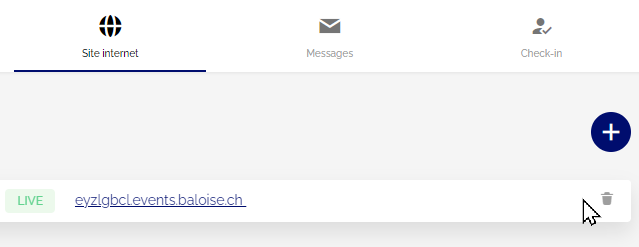 Site internet
Messages
Check-in
LIVE
eyzlgbcl.events.baloise.ch